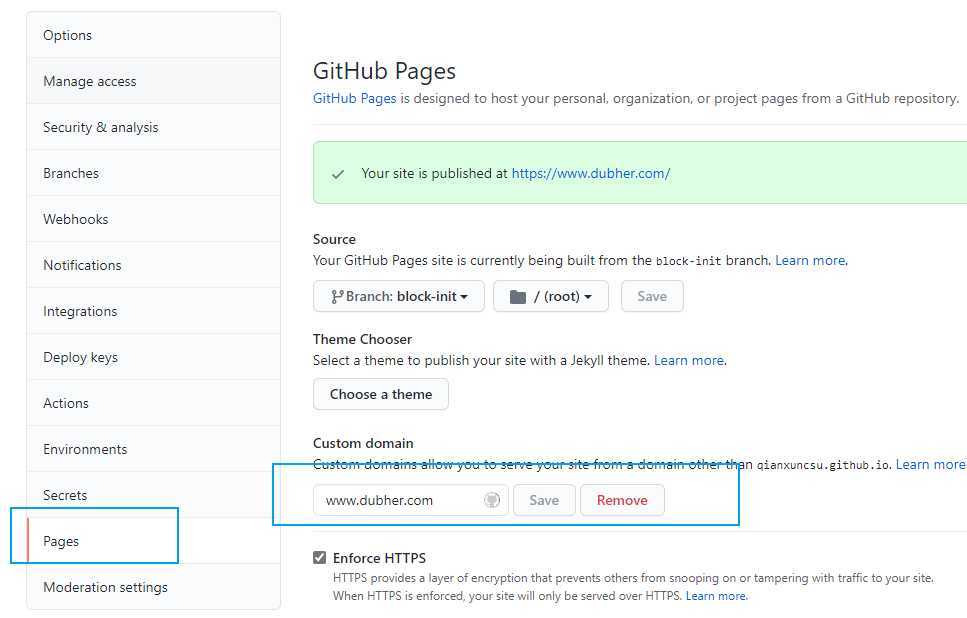 Options
Manage access
Security & analysis
Branches
Webhooks
Notifications
Integrations
Deploy keys
Actions
Environments
Secrets
Pages
Moderation settings
GitHub Pages
GitHub Pages is designed to host your personal, organization, or project pages from a GitHub repository.
Your site is published at https://www.dubher.com/
Source
Your GitHub Pages site is currently being built from the block-init branch. Learn more.
Branch: block-init / (root) Save
Theme Chooser
Select a theme to publish your site with a Jekyll theme. Learn more.
Choose a theme
Custom domain
Custom domains allow you to serve your site from a domain other than qianxuncsu.github.io. Learn more
www.dubher.com Save Remove
Enforce HTTPS
HTTPS provides a layer of encryption that prevents others from snooping on or tampering with traffic to your site.
When HTTPS is enforced, your site will only be served over HTTPS. Learn more.